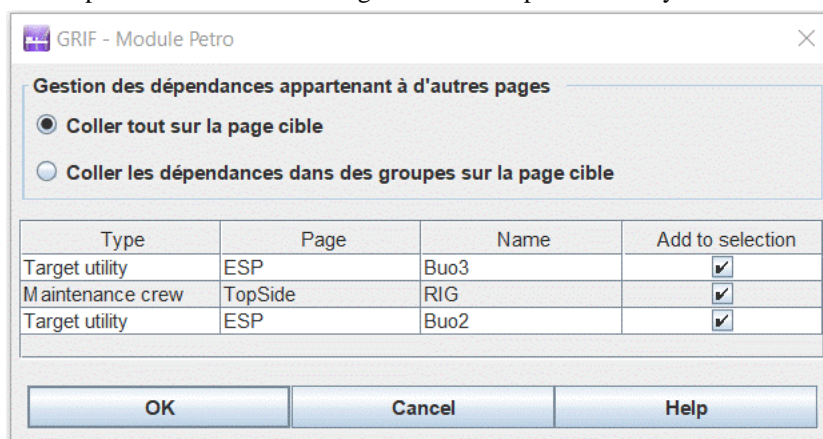 GRIF - Module Petro
Gestion des dépendances appartenant à d'autres pages
Coller tout sur la page cible
Coller les dépendances dans des groupes sur la page cible
Type Page Name Add to selection
Target utility ESP Buo3
Maintenance crew TopSide RIG
Target utility ESP Buo2
OK Cancel Help